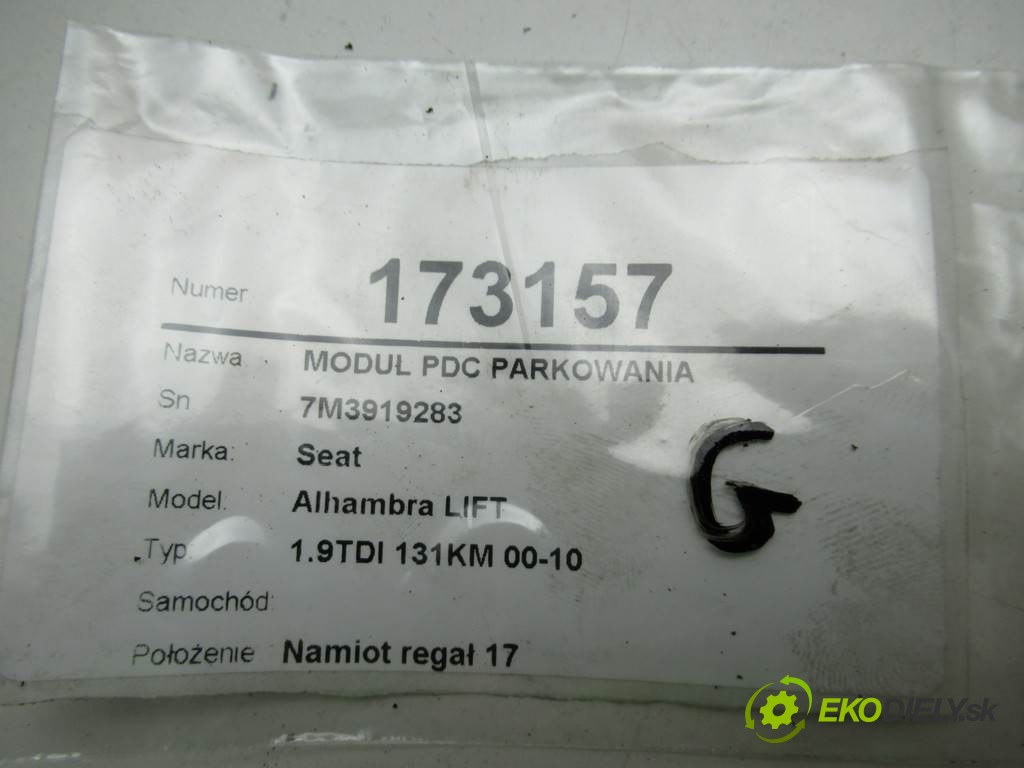 Numer 173157
Nazwa MODUŁ PDC PARKOWANIA
Sn 7M3919283
Marka: Seat
Model: Alhambra LIFT
Typ: 1.9TDI 131KM 00-10
Samochód:
Położenie Namiot regał 17
G
EKODIELY.sk